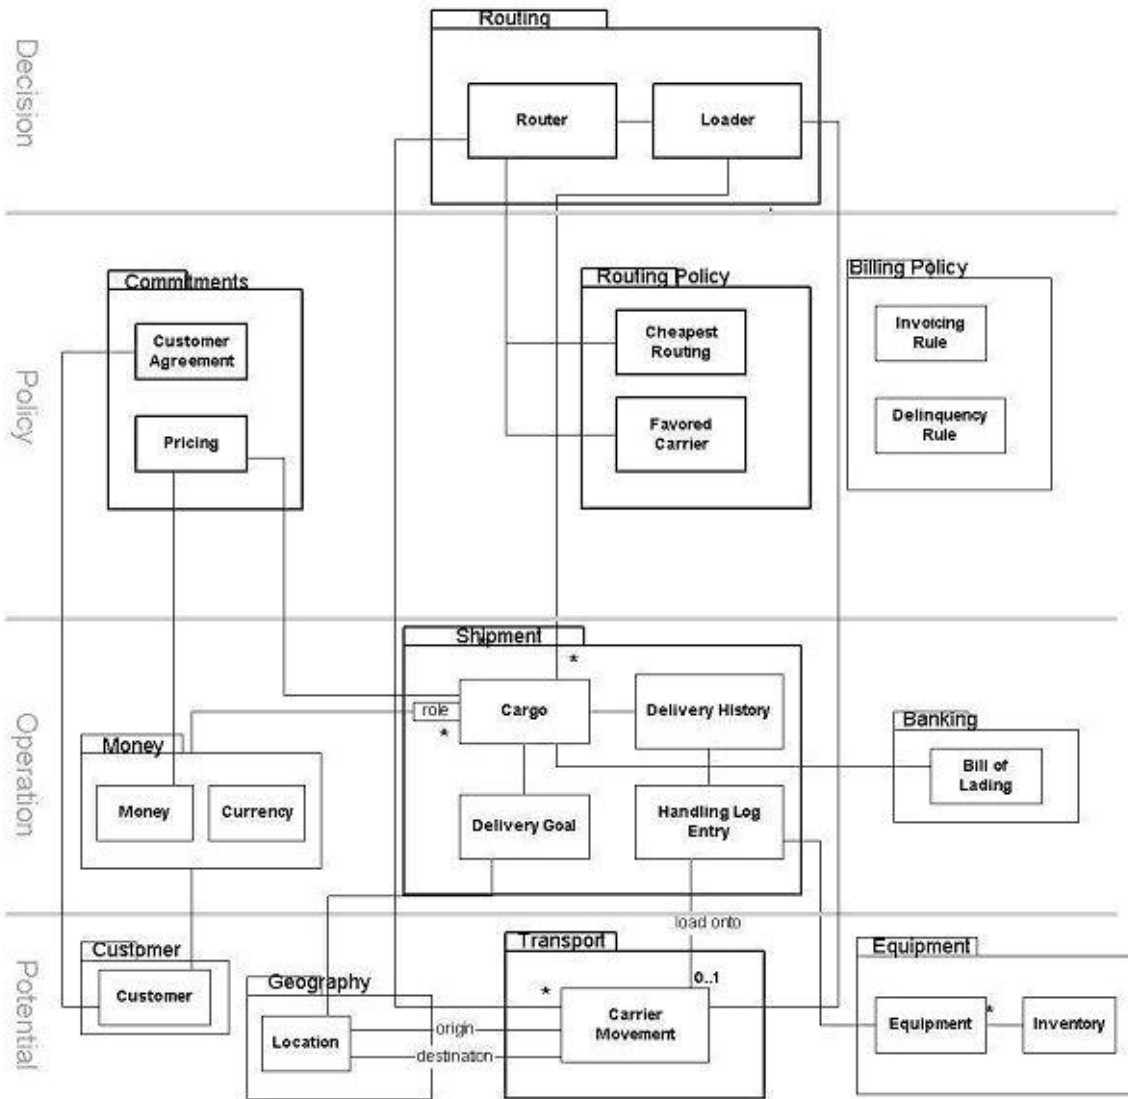 Decision
Routing
Router
Loader
Policy
Commitments
Customer
Agreement
Pricing
Routing Policy
Cheapest
Routing
Favored
Carrier
Billing Policy
Invoicing
Rule
Delinquency
Rule
Operation
Shipment
*
*
role
*
Cargo
Delivery History
Delivery Goal
Handling Log
Entry
Money
Money
Currency
Banking
Bill of
Lading
load onto
Potential
Customer
Customer
Geography
Location
origin
destination
Transport
*
0..1
Carrier
Movement
Equipment
Equipment
*
Inventory